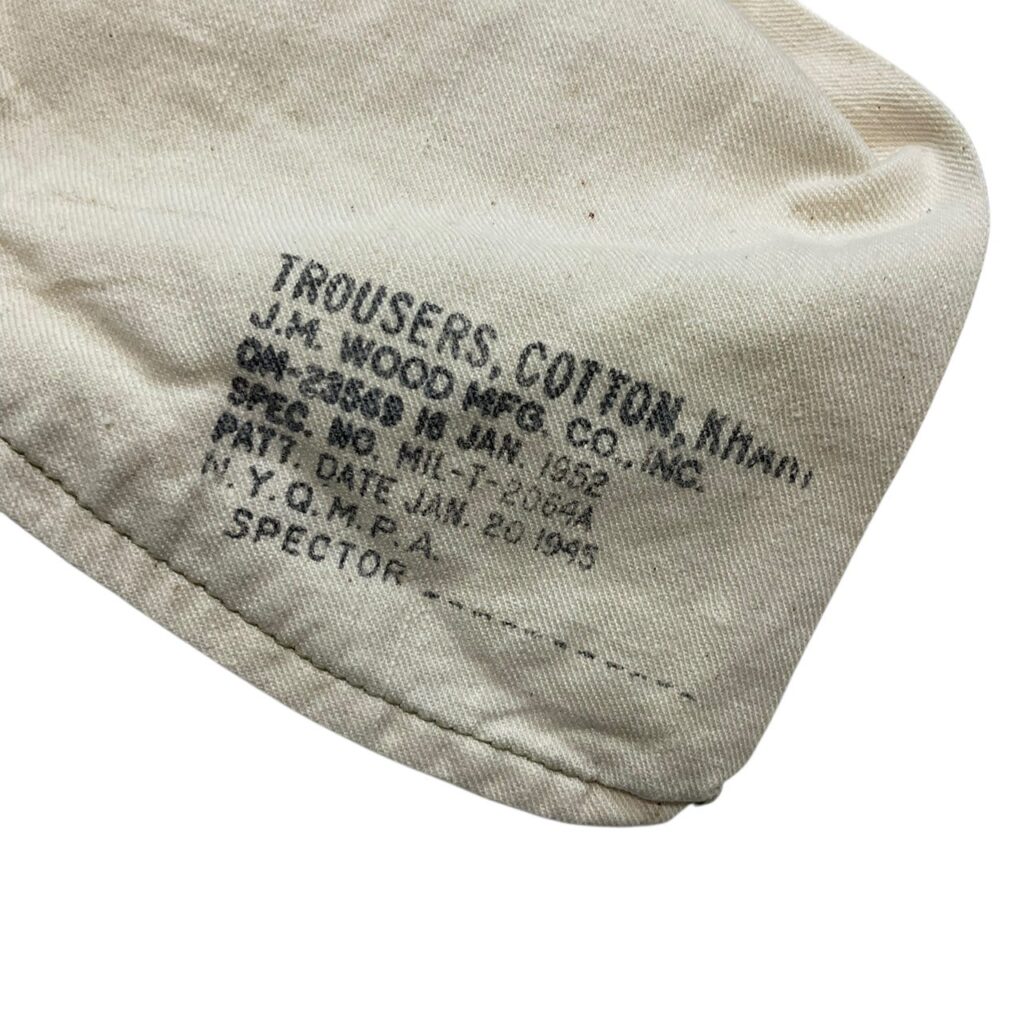 TROUSERS, COTTON, KHAKI
J.M. WOOD MFG. CO., INC.
QM-23569 18 JAN. 1952
SPEC. NO. MIL-T-2064A
PATT. DATE JAN. 20 1945
N.Y.Q.M.P.A.
SPECTOR